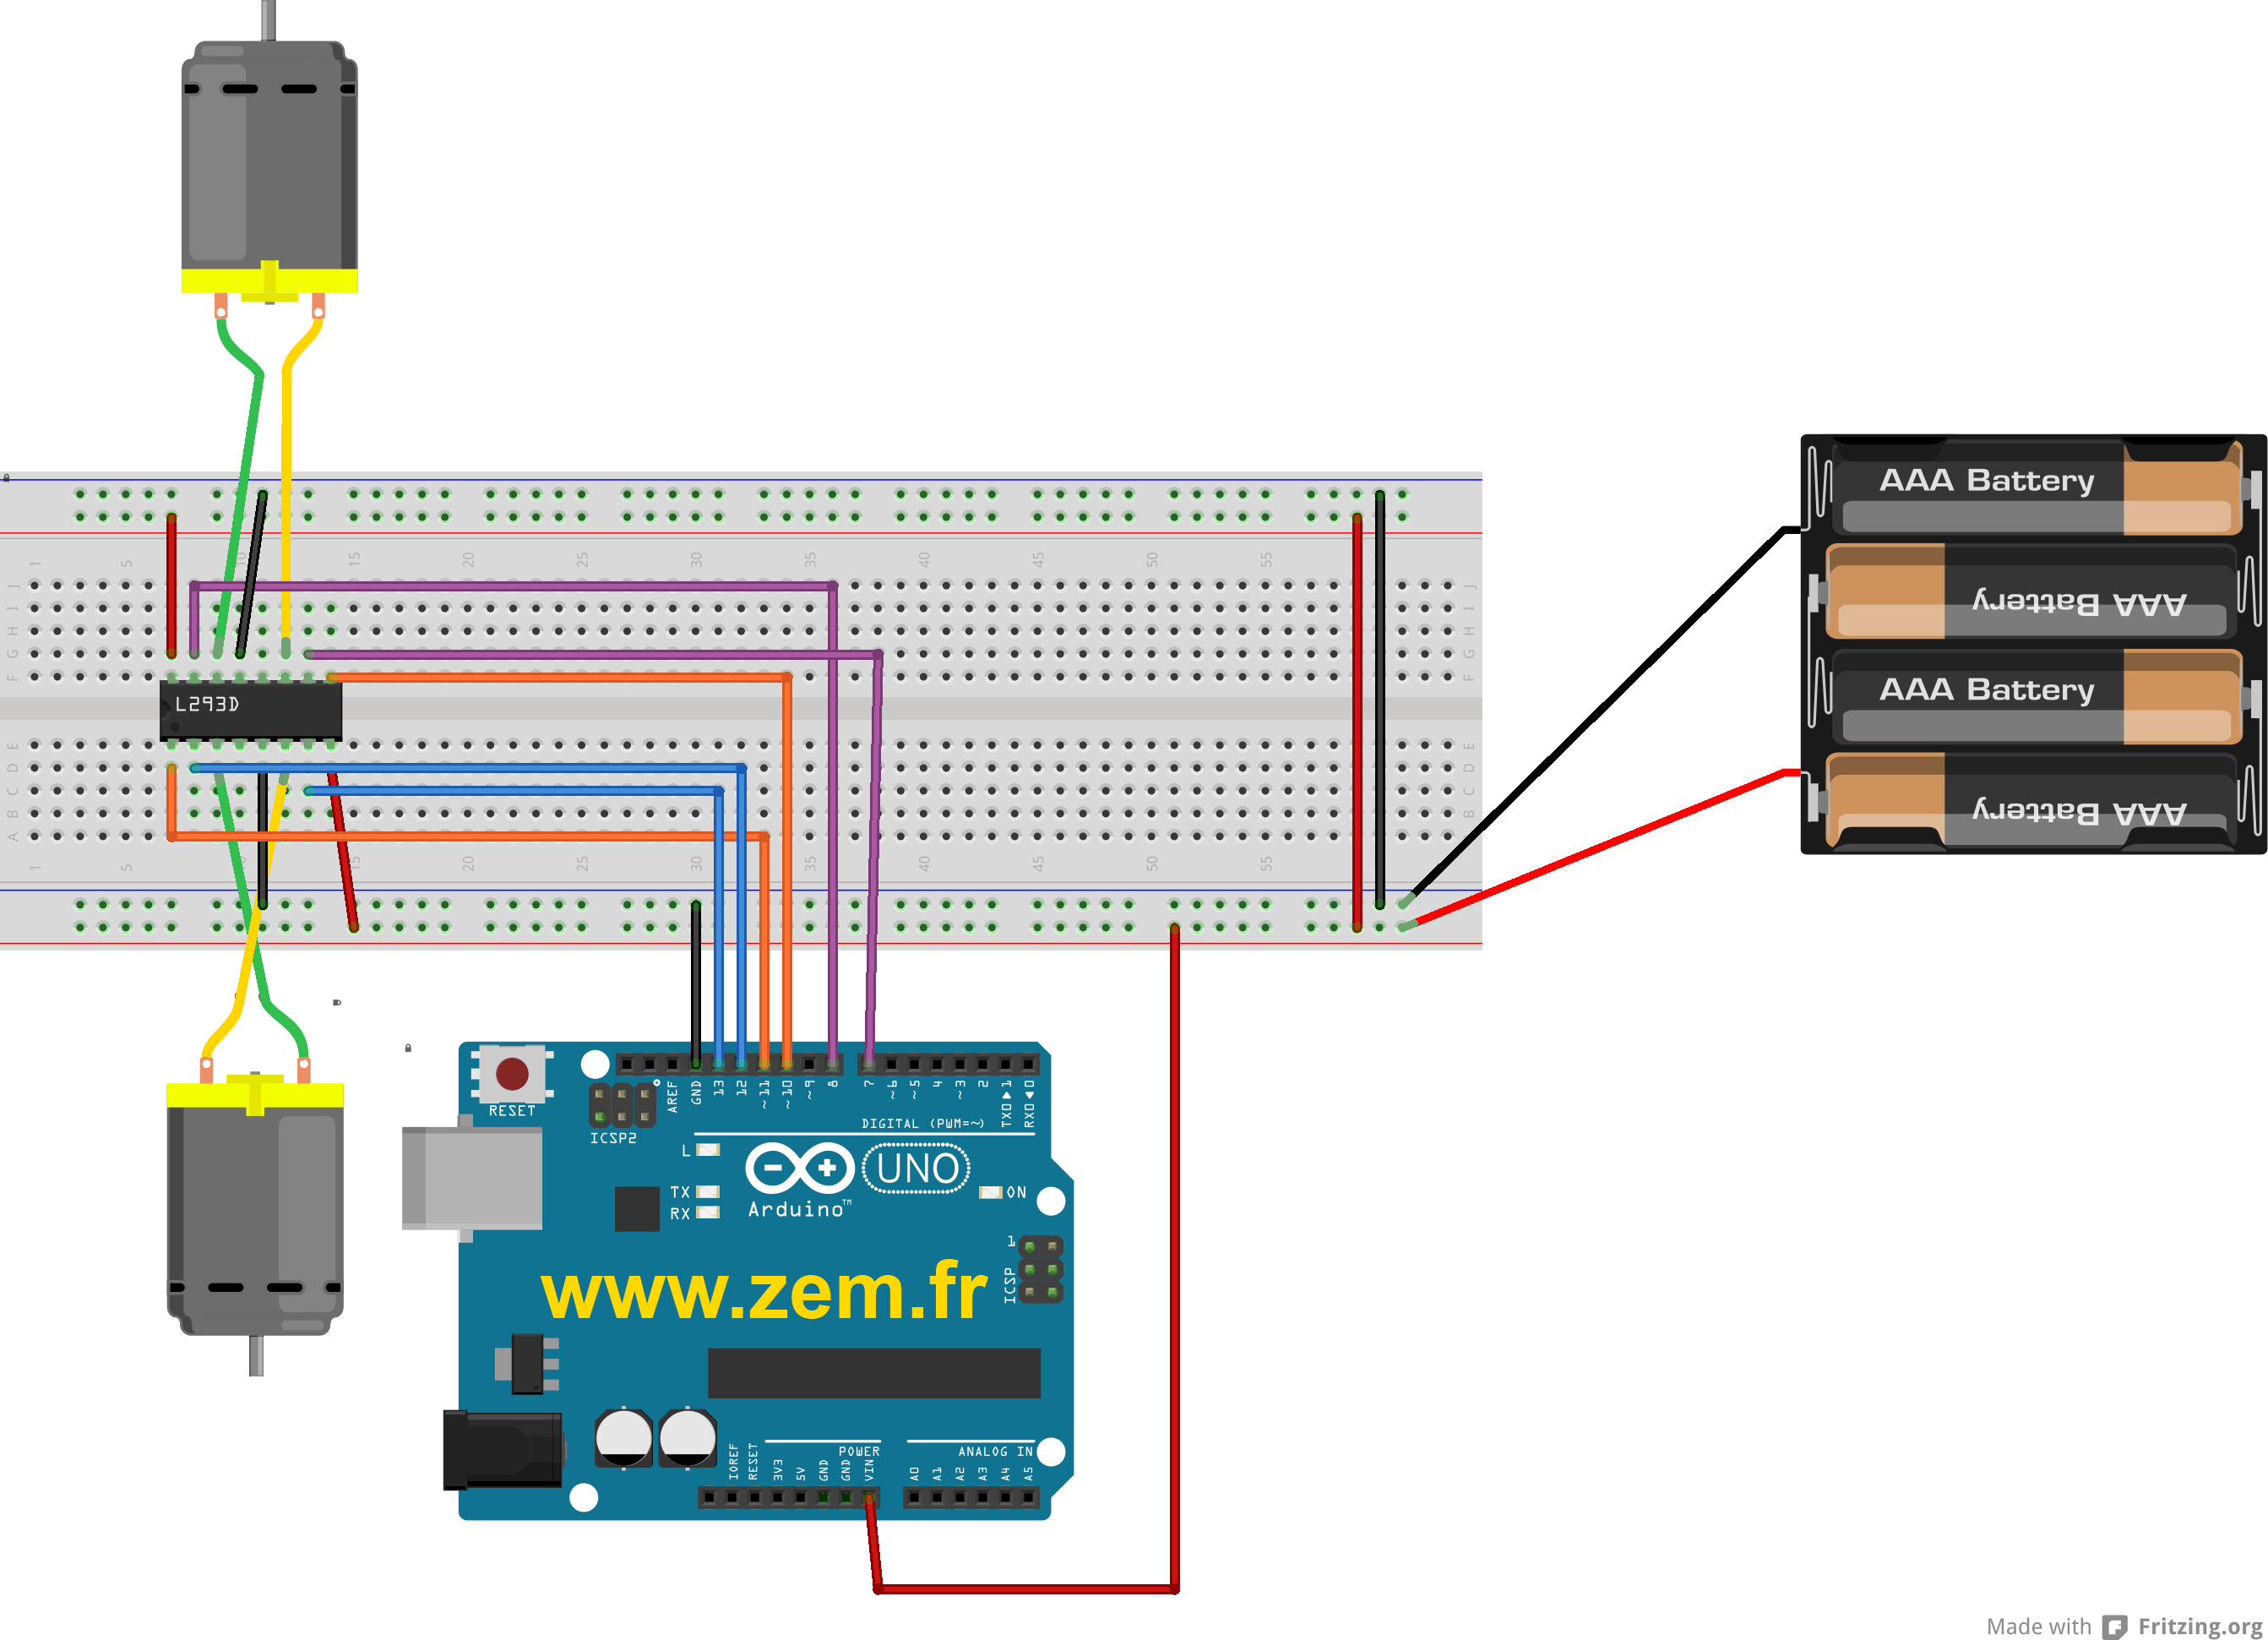 AAA Battery
AAA Battery
AAA Battery
AAA Battery
1 5 10 15 20 25 30 35 40 45 50 55
J J
I I
H H
G G
F F
L293D
E E
D D
C C
B B
A A
1 5 10 15 20 25 30 35 40 45 50 55
AREF GND 13 12 ~11 ~10 ~9 8 7 ~6 ~5 4 ~3 2 TX0▶1 RX0◀0
RESET
ICSP2
DIGITAL (PWM=~)
L
TX
RX
UNO
ON
Arduino™
1
ICSP
www.zem.fr
POWER
ANALOG IN
IOREF RESET 3V3 5V GND GND VIN A0 A1 A2 A3 A4 A5
Made with Fritzing.org